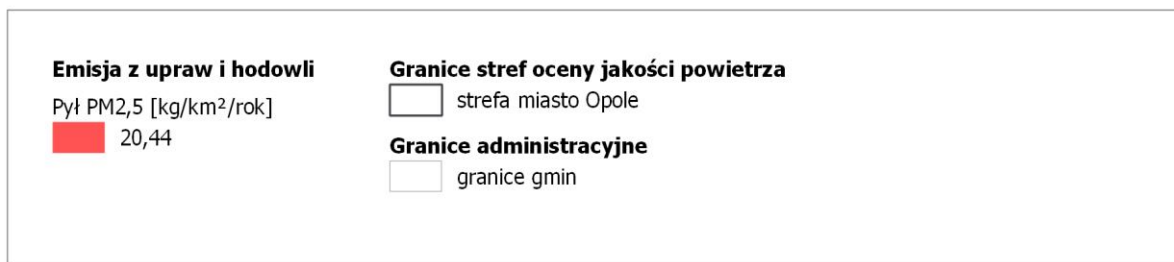 Emisja z upraw i hodowli
Pył PM2,5 [kg/km²/rok]
20,44
Granice stref oceny jakości powietrza
strefa miasto Opole
Granice administracyjne
granice gmin